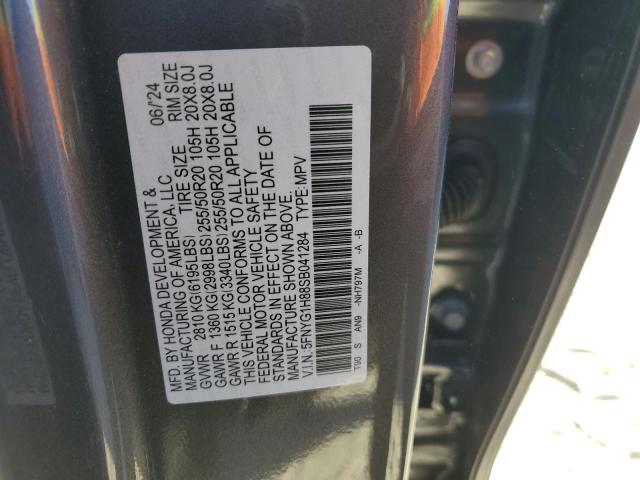 MFD. BY HONDA DEVELOPMENT & 06/'24
MANUFACTURING OF AMERICA, LLC. TIRE SIZE RIM SIZE
GVWR 2810 KG(6195LBS)
GAWR F 1360 KG(2998LBS) 255/50R20 105H 20X8.0J
GAWR R 1515 KG(3340LBS) 255/50R20 105H 20X8.0J
THIS VEHICLE CONFORMS TO ALL APPLICABLE
FEDERAL MOTOR VEHICLE SAFETY
STANDARDS IN EFFECT ON THE DATE OF
MANUFACTURE SHOWN ABOVE.
V.I.N.: 5FNYG1H88SB041284 TYPE: MPV
T90 S AN9 -NH797M -A -B